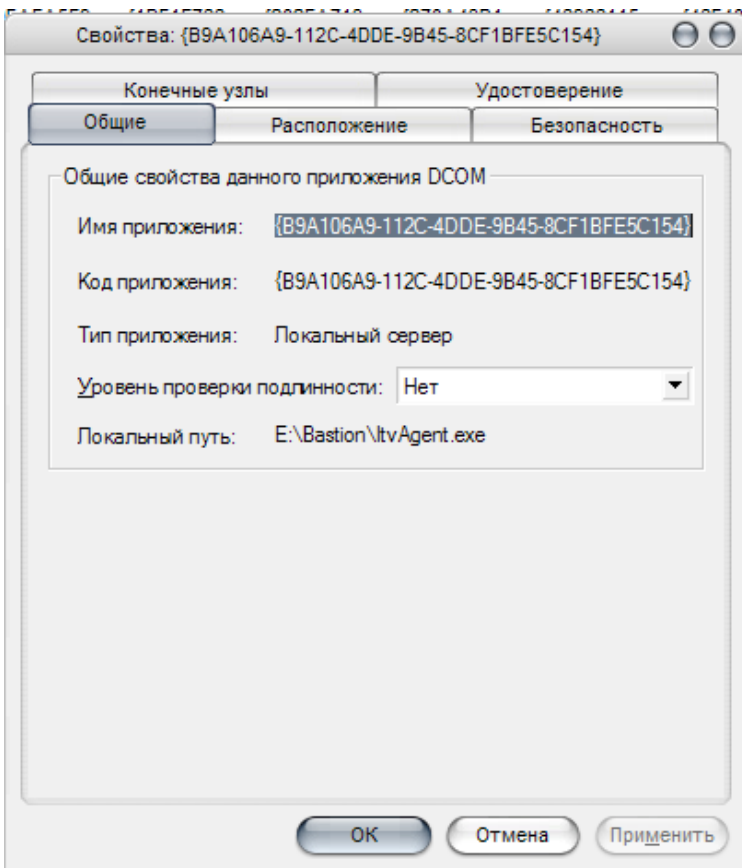 Свойства: {B9A106A9-112C-4DDE-9B45-8CF1BFE5C154}
Конечные узлы Удостоверение
Общие Расположение Безопасность
Общие свойства данного приложения DCOM
Имя приложения: {B9A106A9-112C-4DDE-9B45-8CF1BFE5C154}
Код приложения: {B9A106A9-112C-4DDE-9B45-8CF1BFE5C154}
Тип приложения: Локальный сервер
Уровень проверки подлинности: Нет
Локальный путь: E:\Bastion\ItvAgent.exe
ОК Отмена Применить